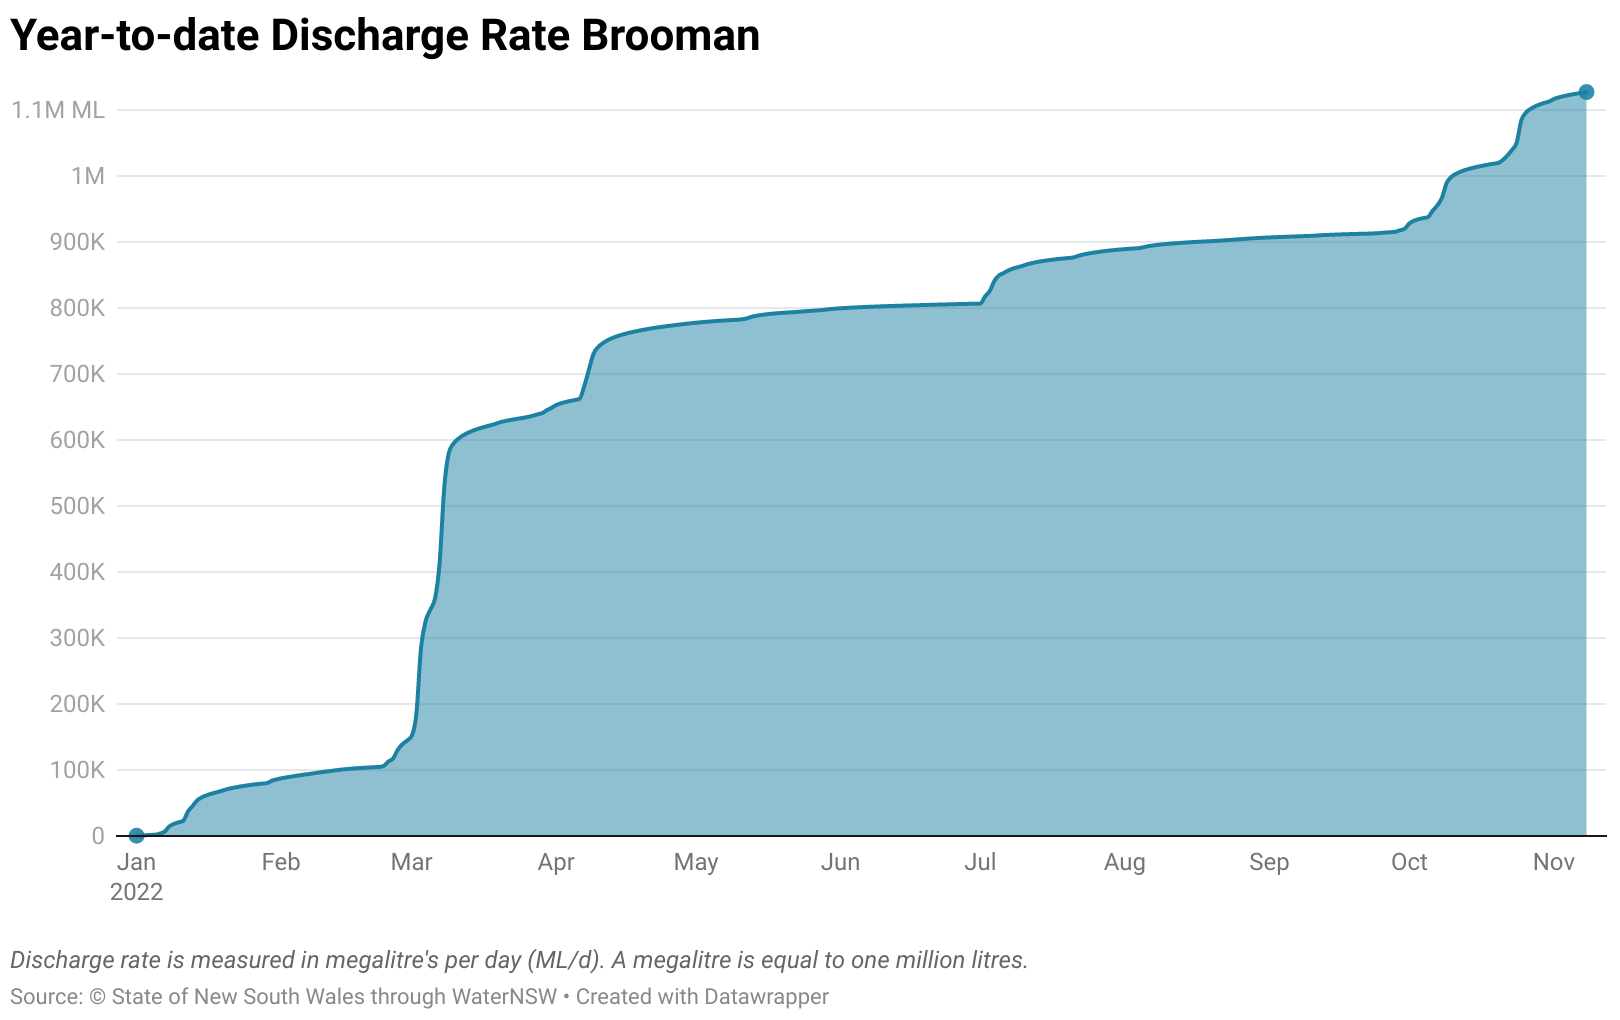 Year-to-date Discharge Rate Brooman
1.1M ML
1M
900K
800K
700K
600K
500K
400K
300K
200K
100K
0
Jan Feb Mar Apr May Jun Jul Aug Sep Oct Nov
2022
Discharge rate is measured in megalitre's per day (ML/d). A megalitre is equal to one million litres.
Source: © State of New South Wales through WaterNSW • Created with Datawrapper